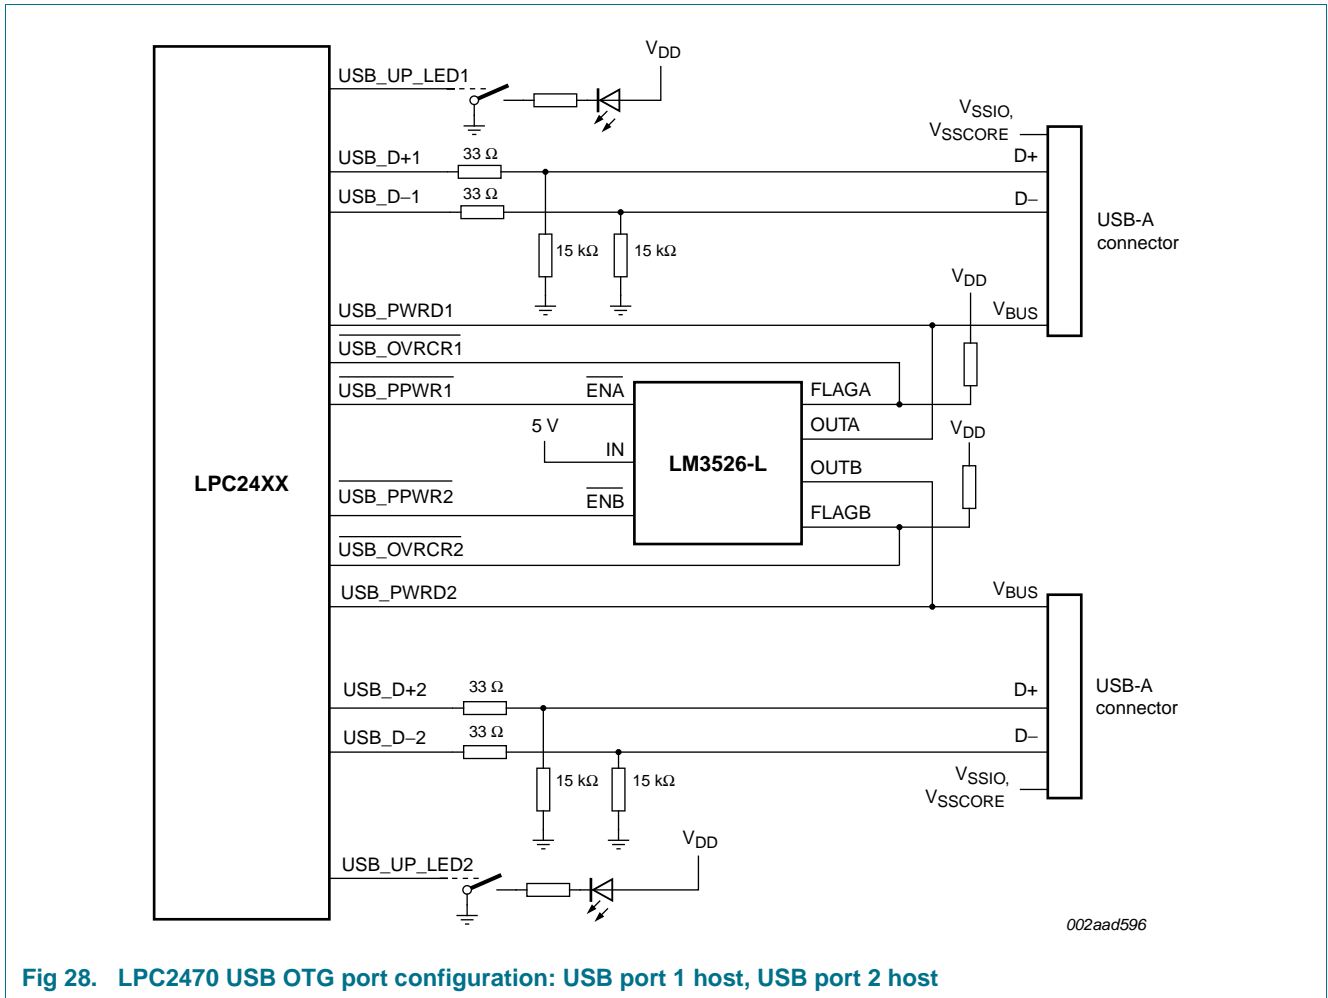 USB_UP_LED1
VDD
VSSIO,
VSSCORE
USB_D+1
33 Ω
D+
USB_D−1
33 Ω
D−
USB-A
connector
15 kΩ
15 kΩ
VDD
USB_PWRD1
VBUS
USB_OVRCR1
USB_PPWR1
ENA
FLAGA
5 V
OUTA
VDD
IN
LM3526-L
LPC24XX
OUTB
USB_PPWR2
ENB
FLAGB
USB_OVRCR2
USB_PWRD2
VBUS
USB_D+2
33 Ω
D+
USB-A
connector
USB_D−2
33 Ω
D−
15 kΩ
15 kΩ
VSSIO,
VSSCORE
VDD
USB_UP_LED2
002aad596
Fig 28. LPC2470 USB OTG port configuration: USB port 1 host, USB port 2 host